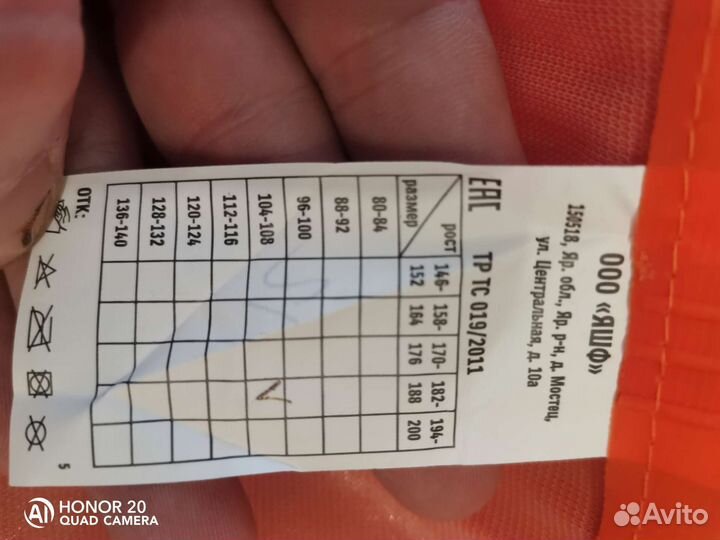 ООО «ЯШФ»
150518, Яр. обл., Яр. р-н, д. Мостец,
ул. Центральная, д. 10а
ЕАС ТР ТС 019/2011
рост 146-152 158-164 170-176 182-188 194-200
размер
80-84
88-92
96-100
104-108 V
112-116
120-124
128-132
136-140
ОТК:
5
HONOR 20
QUAD CAMERA
AI
Avito